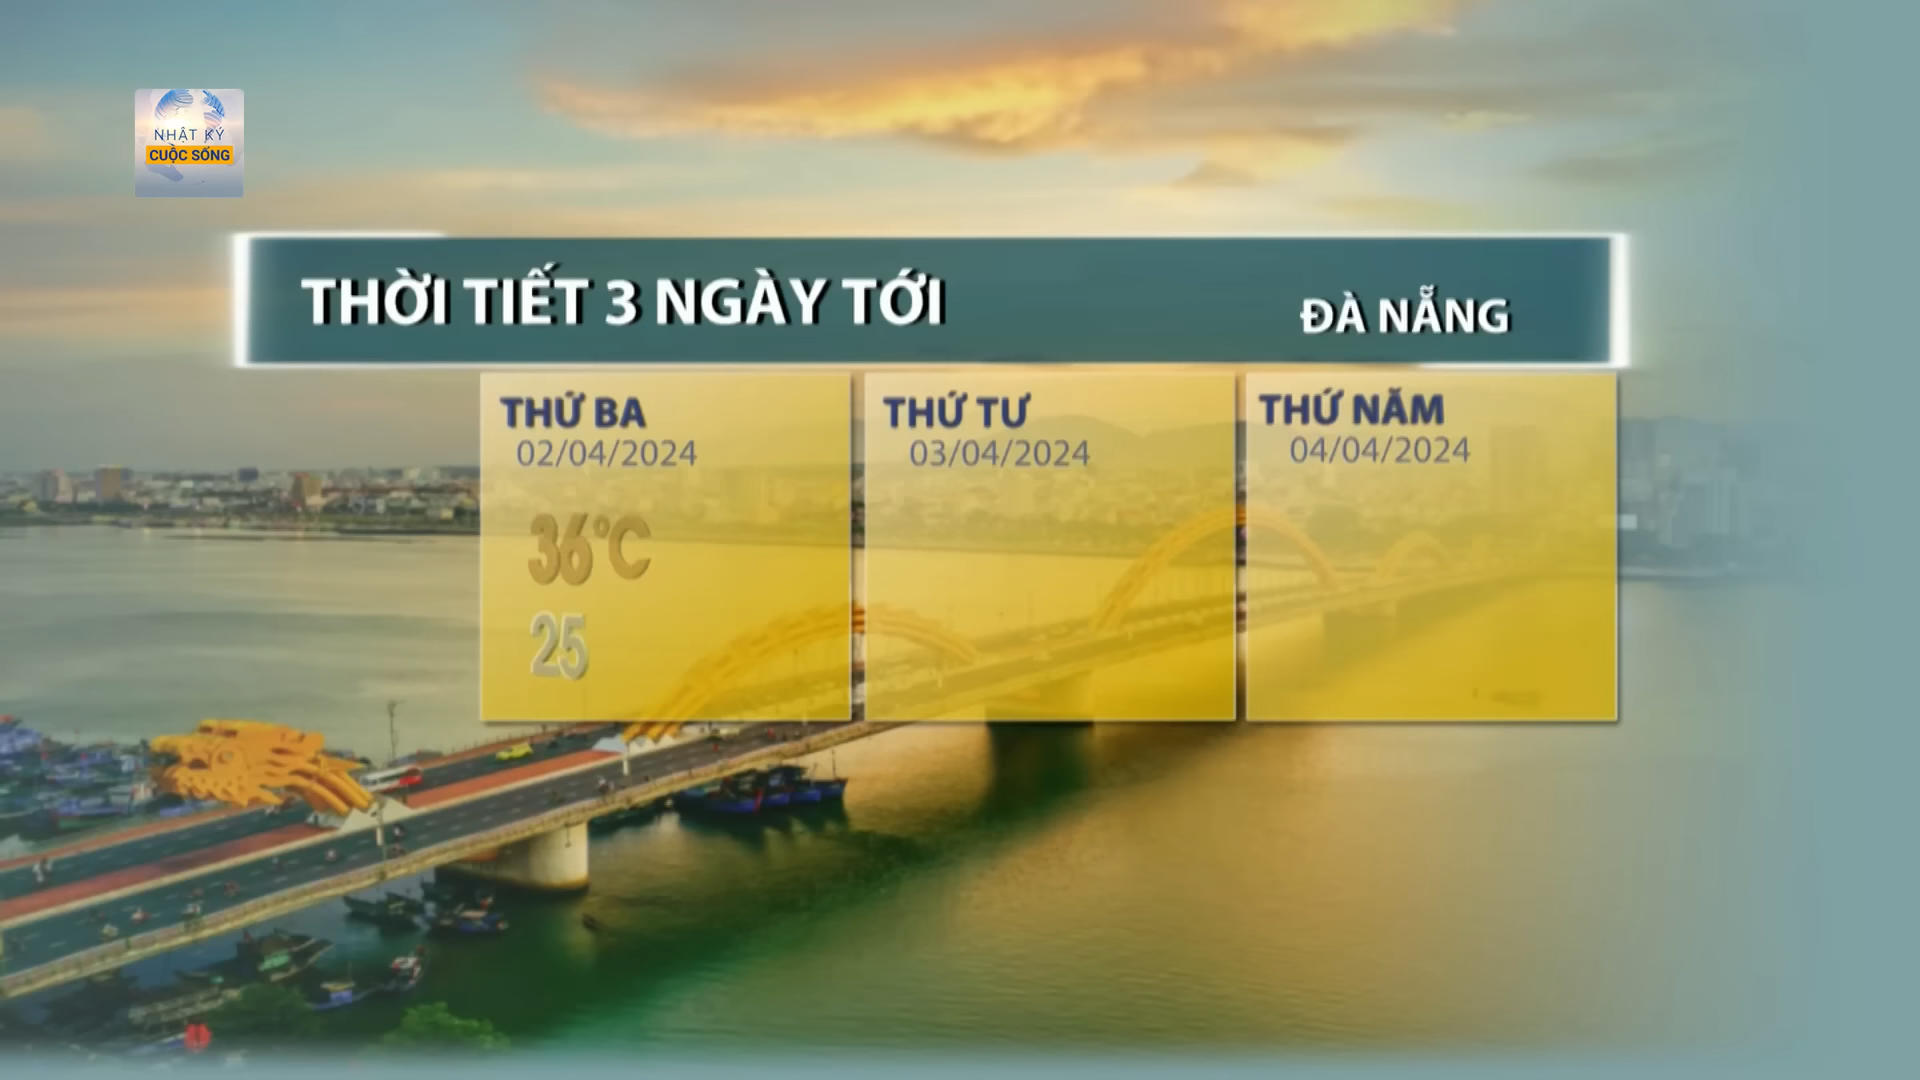 NHẬT KÝ
CUỘC SỐNG
THỜI TIẾT 3 NGÀY TỚI
ĐÀ NẴNG
THỨ BA
02/04/2024
36°C
25
THỨ TƯ
03/04/2024
THỨ NĂM
04/04/2024